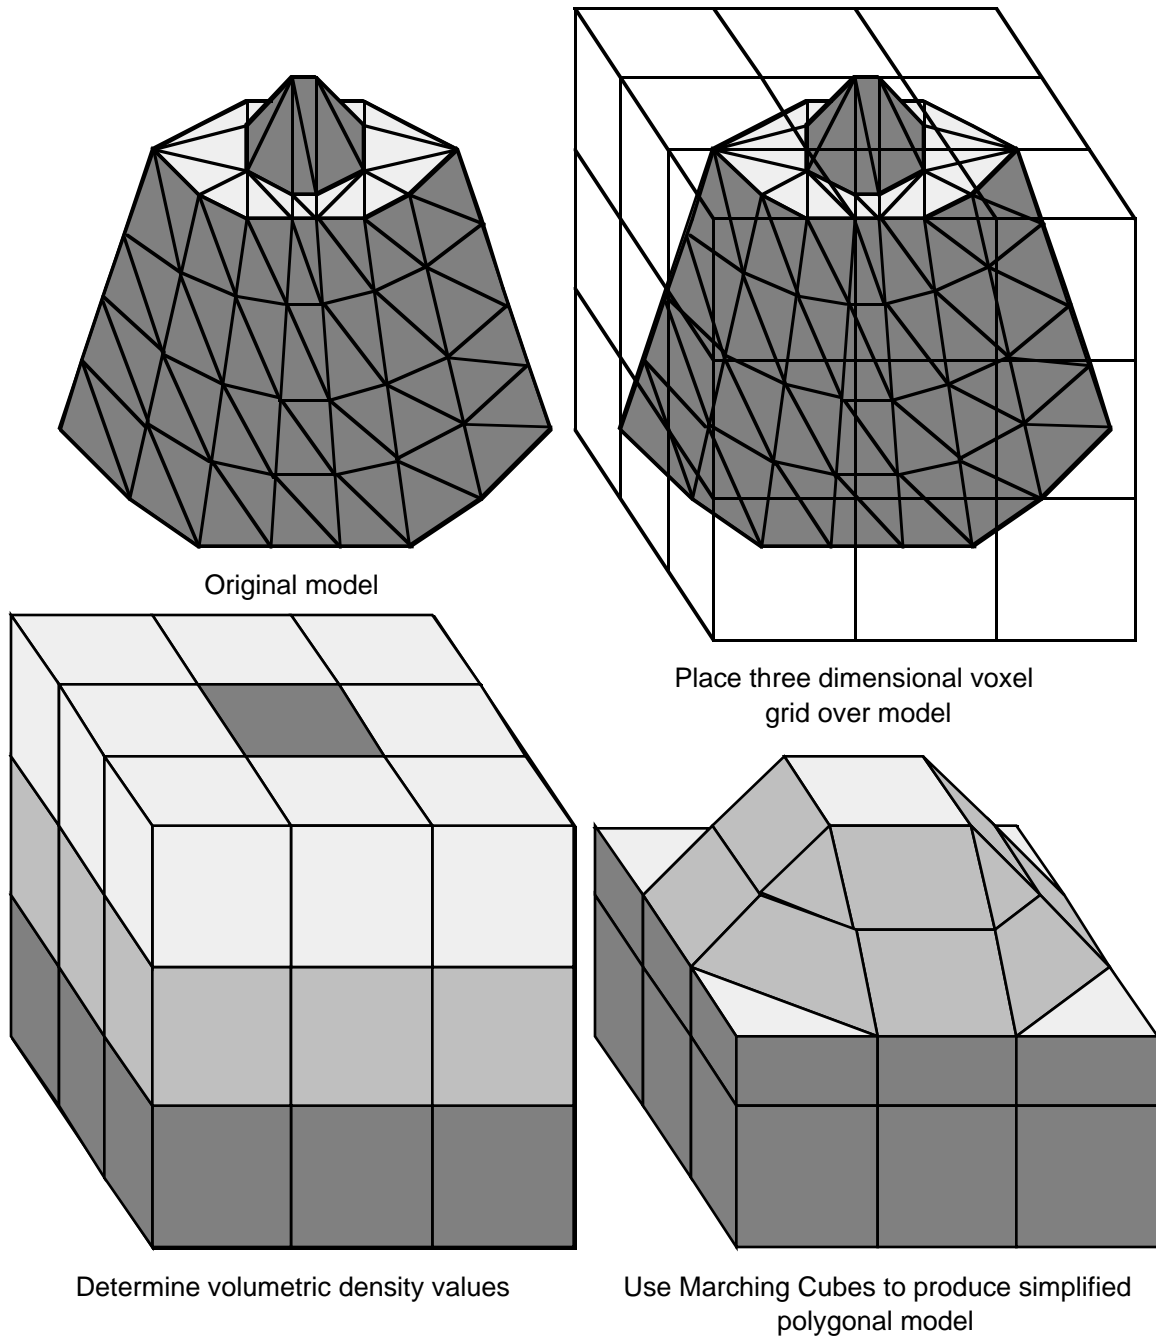 Original model
Place three dimensional voxel
grid over model
Determine volumetric density values
Use Marching Cubes to produce simplified
polygonal model